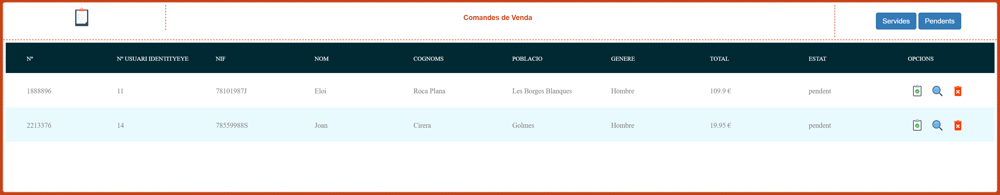 Comandes de Venda
Servides Pendents
Nº Nº USUARI IDENTITYEYE NIF NOM COGNOMS POBLACIO GENERE TOTAL ESTAT OPCIONS
1888896 11 78101987J Eloi Roca Plana Les Borges Blanques Hombre 109.9 € pendent
2213376 14 78559988S Joan Cirera Golmes Hombre 19.95 € pendent